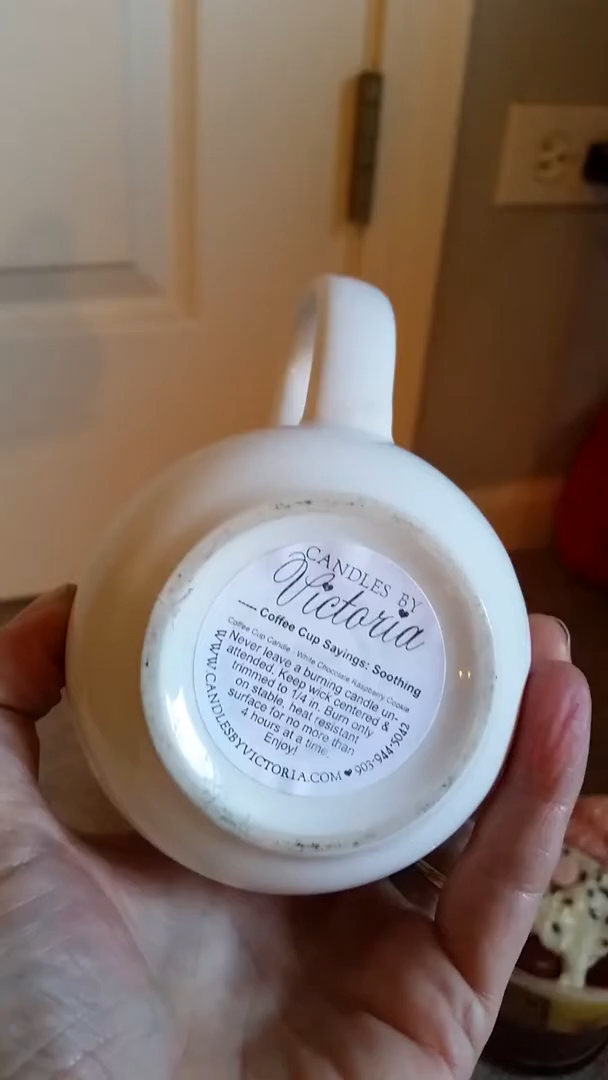 CANDLES BY
Victoria
---- Coffee Cup Sayings: Soothing
Coffee Cup Candle - White Chocolate Raspberry Cookie
Never leave a burning candle un-
attended. Keep wick centered &
trimmed to 1/4 in. Burn only
on stable, heat resistant
surface for no more than
4 hours at a time.
Enjoy!
WWW.CANDLESBYVICTORIA.COM ♥ 903-944-5042